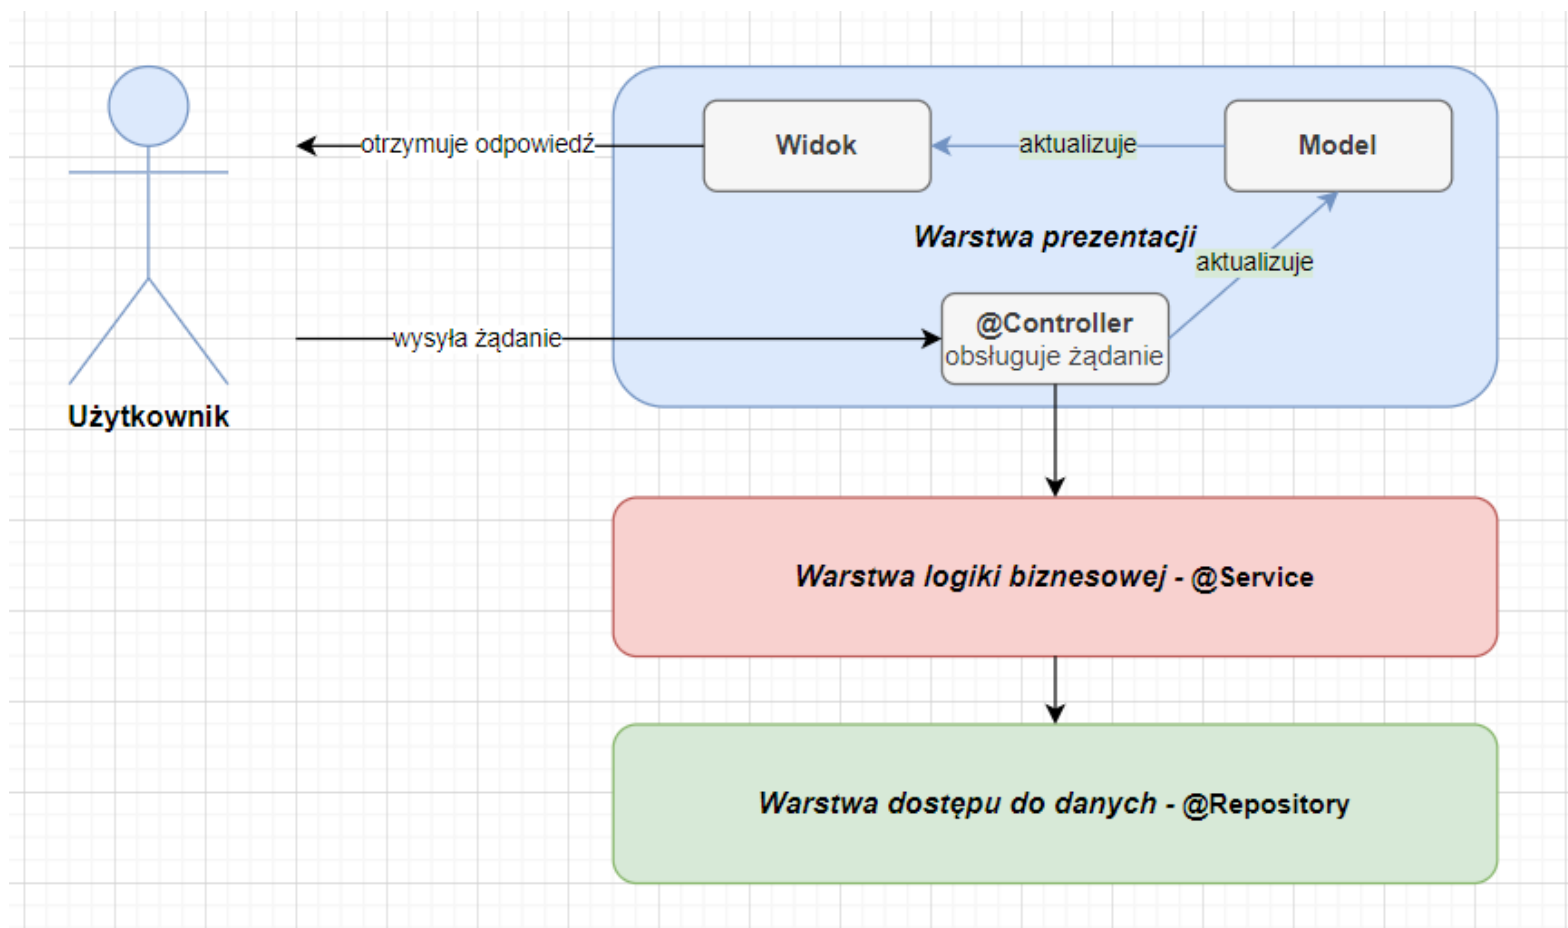 otrzymuje odpowiedź
Widok
aktualizuje
Model
Warstwa prezentacji
aktualizuje
wysyła żądanie
@Controller
obsługuje żądanie
Użytkownik
Warstwa logiki biznesowej - @Service
Warstwa dostępu do danych - @Repository